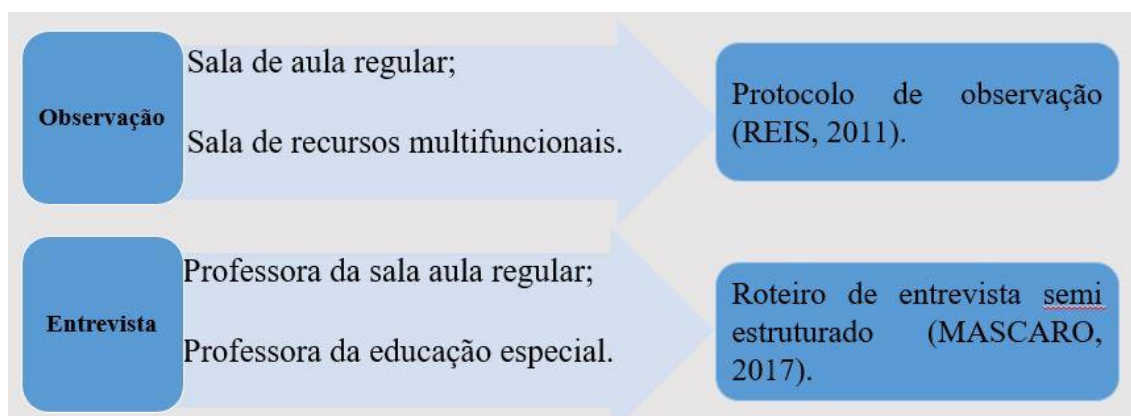 Observação
Sala de aula regular;
Sala de recursos multifuncionais.
Protocolo de observação
(REIS, 2011).
Entrevista
Professora da sala aula regular;
Professora da educação especial.
Roteiro de entrevista semi
estruturado (MASCARO,
2017).